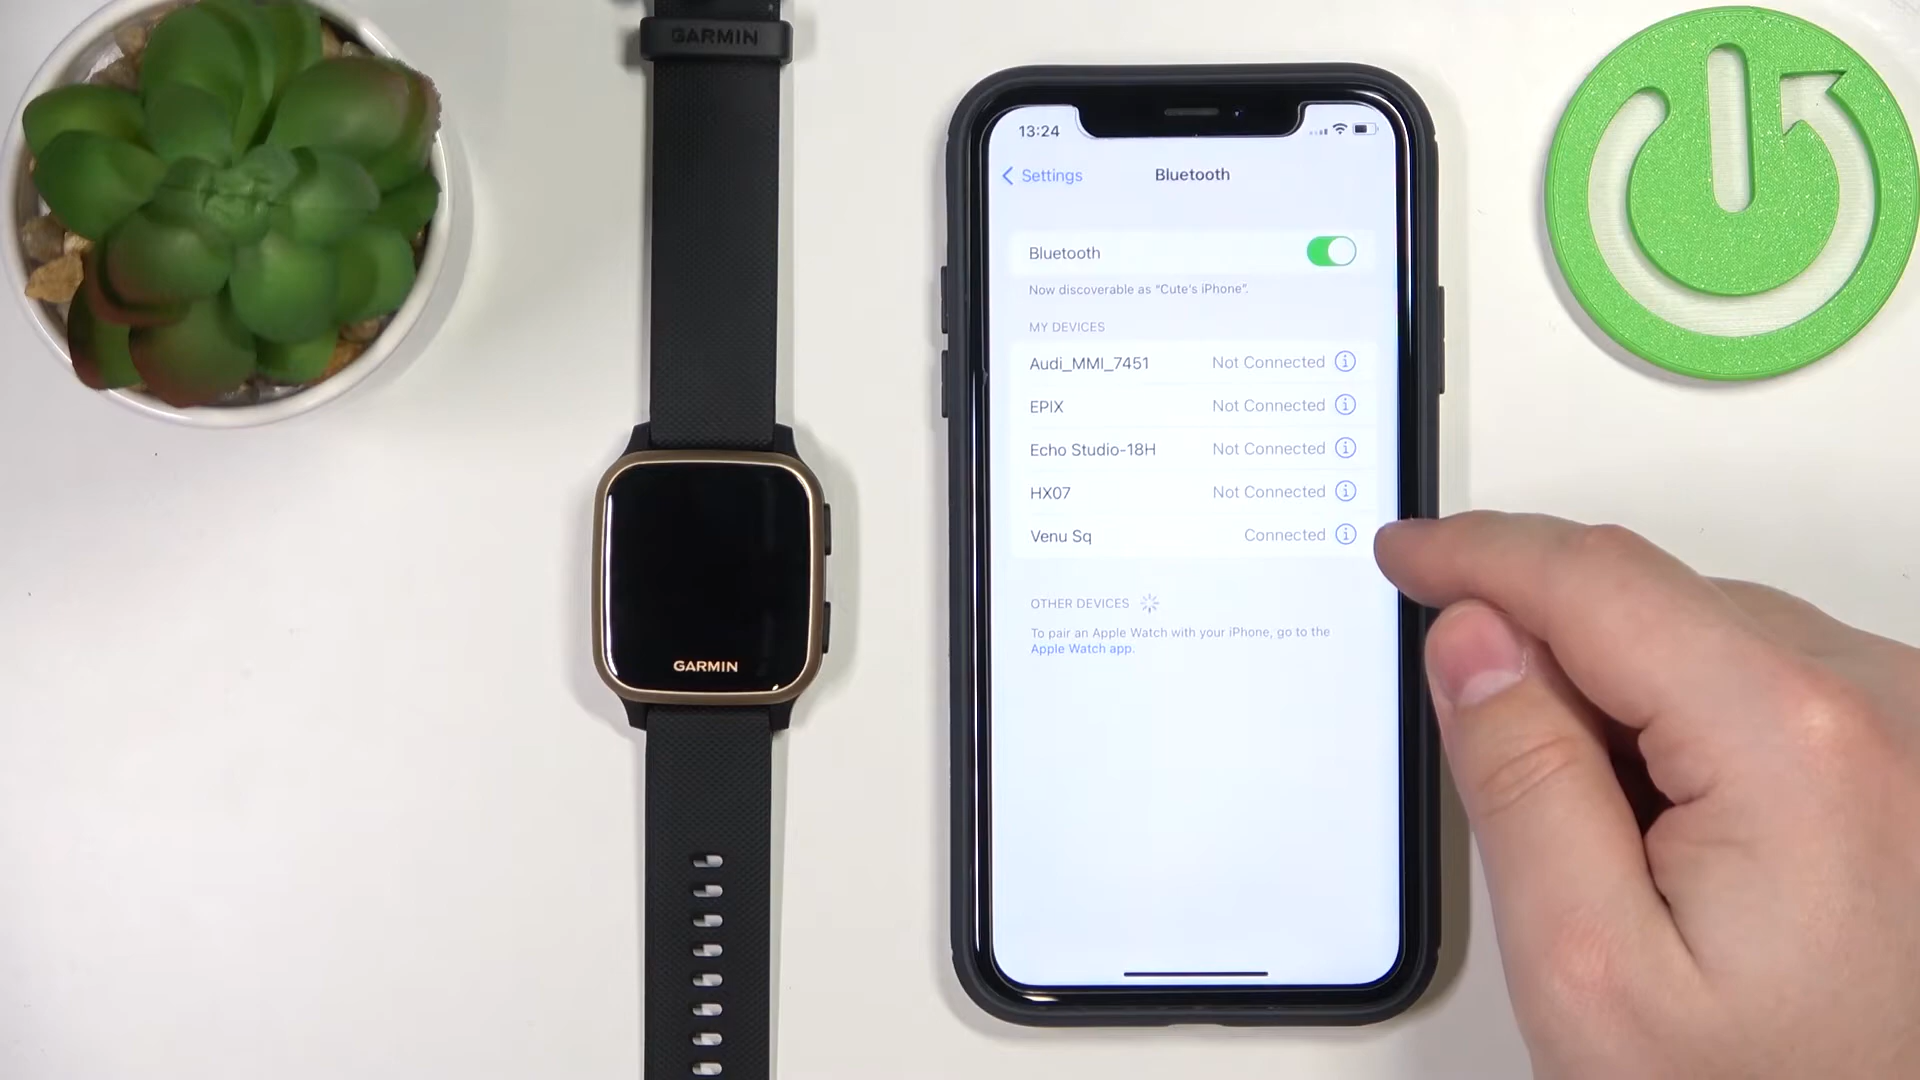 GARMIN
13:24
Settings
Bluetooth
Bluetooth
Now discoverable as “Cute's iPhone”.
MY DEVICES
Audi_MMI_7451 Not Connected
EPIX Not Connected
Echo Studio-18H Not Connected
HX07 Not Connected
Venu Sq Connected
OTHER DEVICES
To pair an Apple Watch with your iPhone, go to the
Apple Watch app.
GARMIN